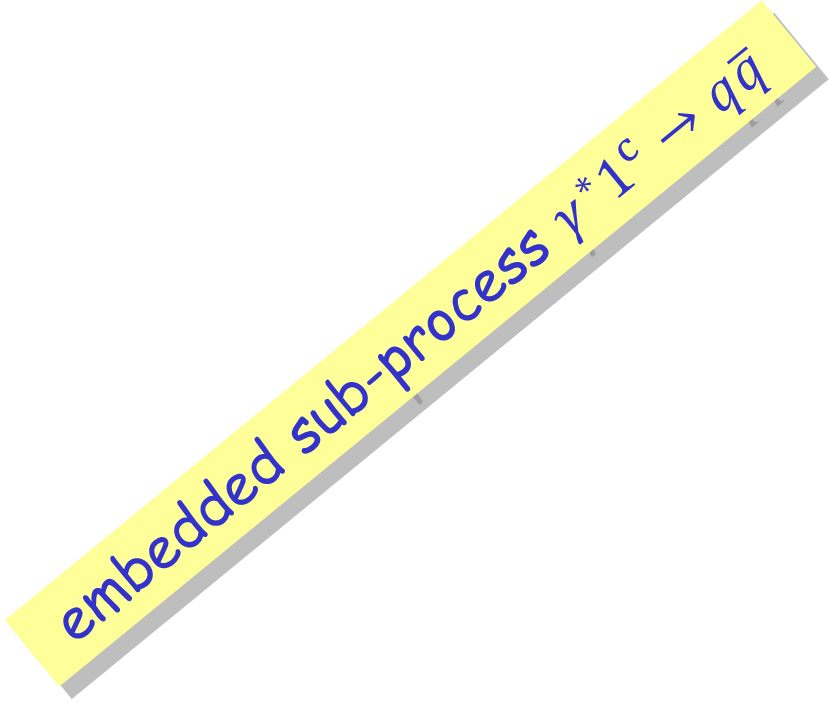 embedded sub-process γ*1ᶜ → qq̄